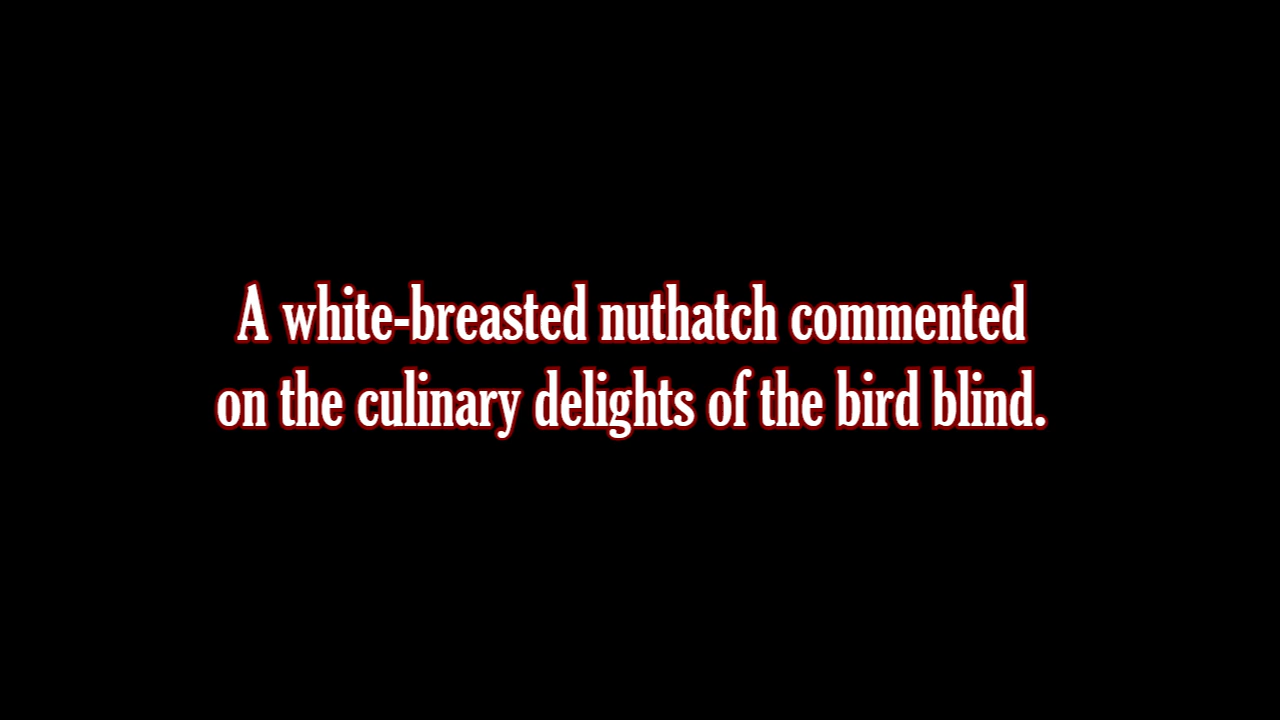 A white-breasted nuthatch commented
on the culinary delights of the bird blind.